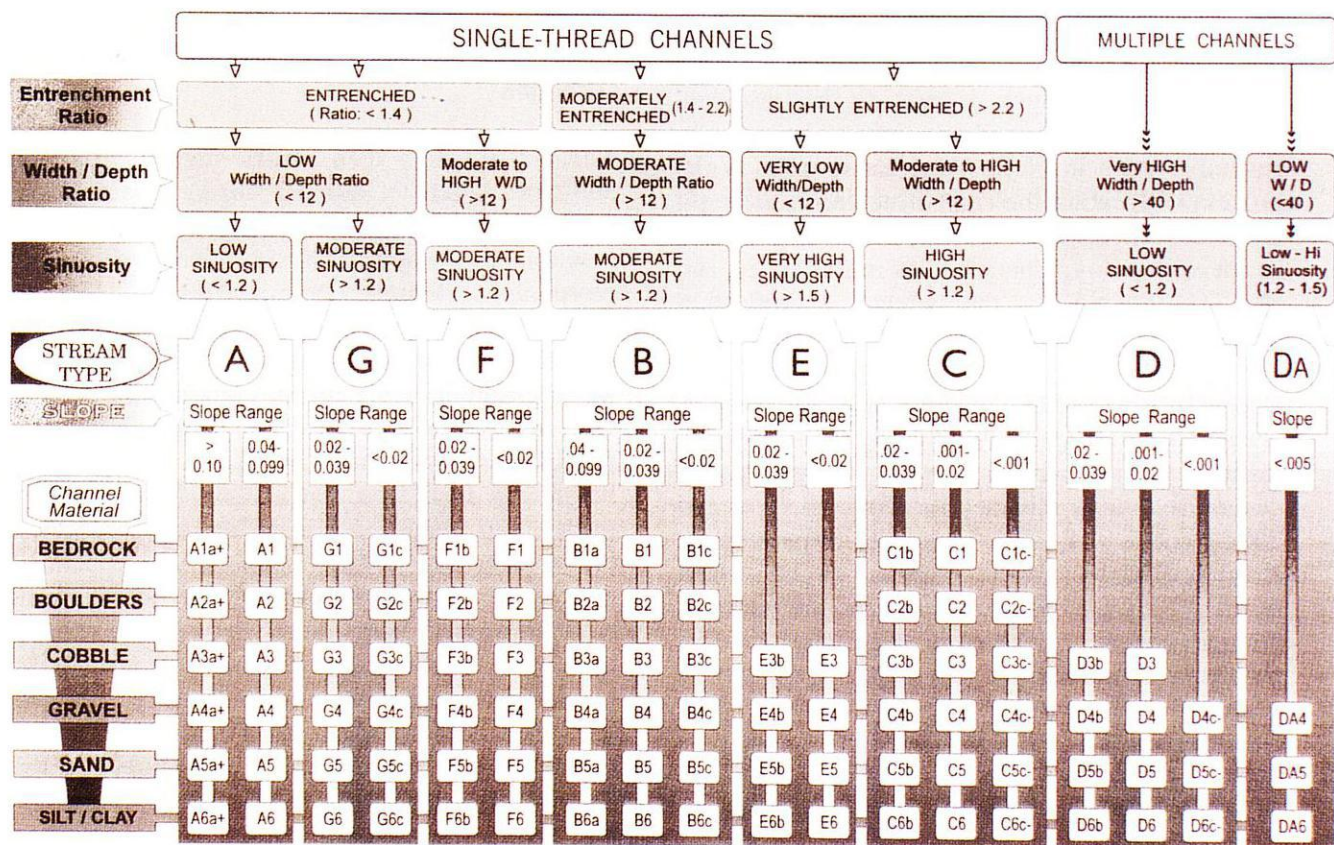 SINGLE-THREAD CHANNELS
MULTIPLE CHANNELS
Entrenchment
Ratio
ENTRENCHED
( Ratio: < 1.4 )
MODERATELY
ENTRENCHED (1.4 - 2.2)
SLIGHTLY ENTRENCHED ( > 2.2 )
Width / Depth
Ratio
LOW
Width / Depth Ratio
( < 12 )
Moderate to
HIGH W/D
( >12 )
MODERATE
Width / Depth Ratio
( > 12 )
VERY LOW
Width/Depth
( < 12 )
Moderate to HIGH
Width / Depth
( > 12 )
Very HIGH
Width / Depth
( > 40 )
LOW
W / D
(<40)
Sinuosity
LOW
SINUOSITY
( < 1.2 )
MODERATE
SINUOSITY
( > 1.2 )
MODERATE
SINUOSITY
( > 1.2 )
MODERATE
SINUOSITY
( > 1.2 )
VERY HIGH
SINUOSITY
( > 1.5 )
HIGH
SINUOSITY
( > 1.2 )
LOW
SINUOSITY
( < 1.2 )
Low - Hi
Sinuosity
(1.2 - 1.5)
STREAM
TYPE
A G F B E C D DA
SLOPE
Slope Range Slope Range Slope Range Slope Range Slope Range Slope Range Slope Range Slope
>
0.10
0.04-
0.099
0.02 -
0.039
<0.02
0.02 -
0.039
<0.02
.04 -
0.099
0.02 -
0.039
<0.02
0.02 -
0.039
<0.02
.02 -
0.039
.001-
0.02
<.001
.02 -
0.039
.001-
0.02
<.001
<.005
Channel
Material
BEDROCK A1a+ A1 G1 G1c F1b F1 B1a B1 B1c C1b C1 C1c-
BOULDERS A2a+ A2 G2 G2c F2b F2 B2a B2 B2c C2b C2 C2c-
COBBLE A3a+ A3 G3 G3c F3b F3 B3a B3 B3c E3b E3 C3b C3 C3c- D3b D3
GRAVEL A4a+ A4 G4 G4c F4b F4 B4a B4 B4c E4b E4 C4b C4 C4c- D4b D4 D4c- DA4
SAND A5a+ A5 G5 G5c F5b F5 B5a B5 B5c E5b E5 C5b C5 C5c- D5b D5 D5c- DA5
SILT / CLAY A6a+ A6 G6 G6c F6b F6 B6a B6 B6c E6b E6 C6b C6 C6c- D6b D6 D6c- DA6